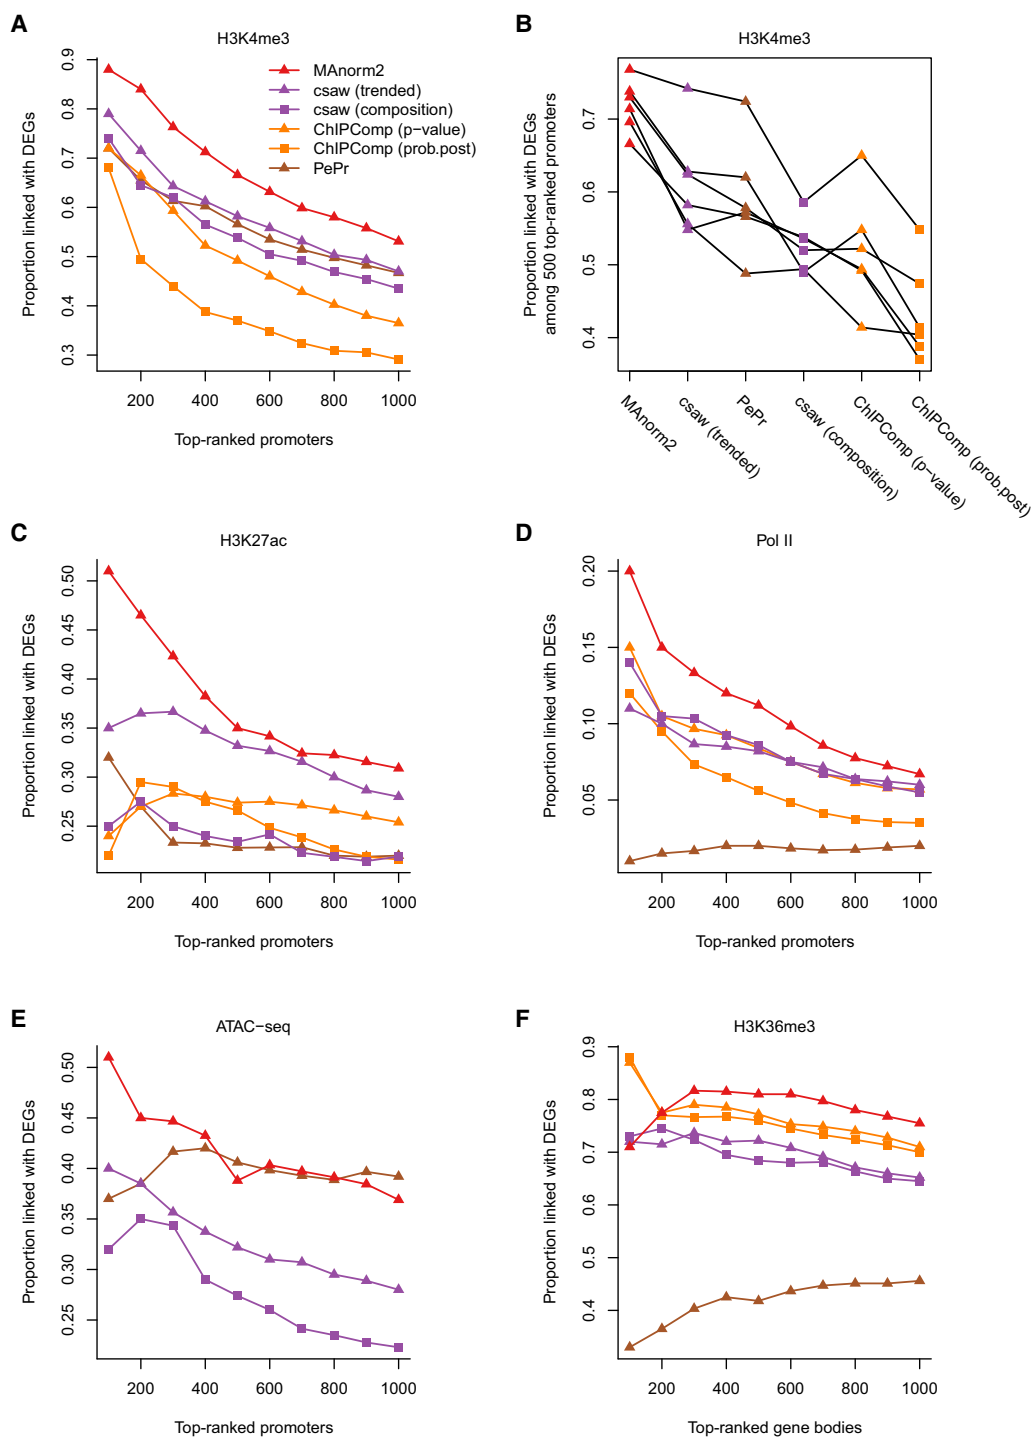 A
H3K4me3
Proportion linked with DEGs
0.9
0.8
0.7
0.6
0.5
0.4
0.3
200
400
600
800
1000
Top-ranked promoters
MAnorm2
csaw (trended)
csaw (composition)
ChIPComp (p−value)
ChIPComp (prob.post)
PePr
B
H3K4me3
Proportion linked with DEGs
among 500 top-ranked promoters
0.7
0.6
0.5
0.4
MAnorm2
csaw (trended)
PePr
csaw (composition)
ChIPComp (p−value)
ChIPComp (prob.post)
C
H3K27ac
Proportion linked with DEGs
0.50
0.45
0.40
0.35
0.30
0.25
200
400
600
800
1000
Top-ranked promoters
D
Pol II
Proportion linked with DEGs
0.20
0.15
0.10
0.05
200
400
600
800
1000
Top-ranked promoters
E
ATAC−seq
Proportion linked with DEGs
0.50
0.45
0.40
0.35
0.30
0.25
200
400
600
800
1000
Top-ranked promoters
F
H3K36me3
Proportion linked with DEGs
0.9
0.8
0.7
0.6
0.5
0.4
200
400
600
800
1000
Top-ranked gene bodies